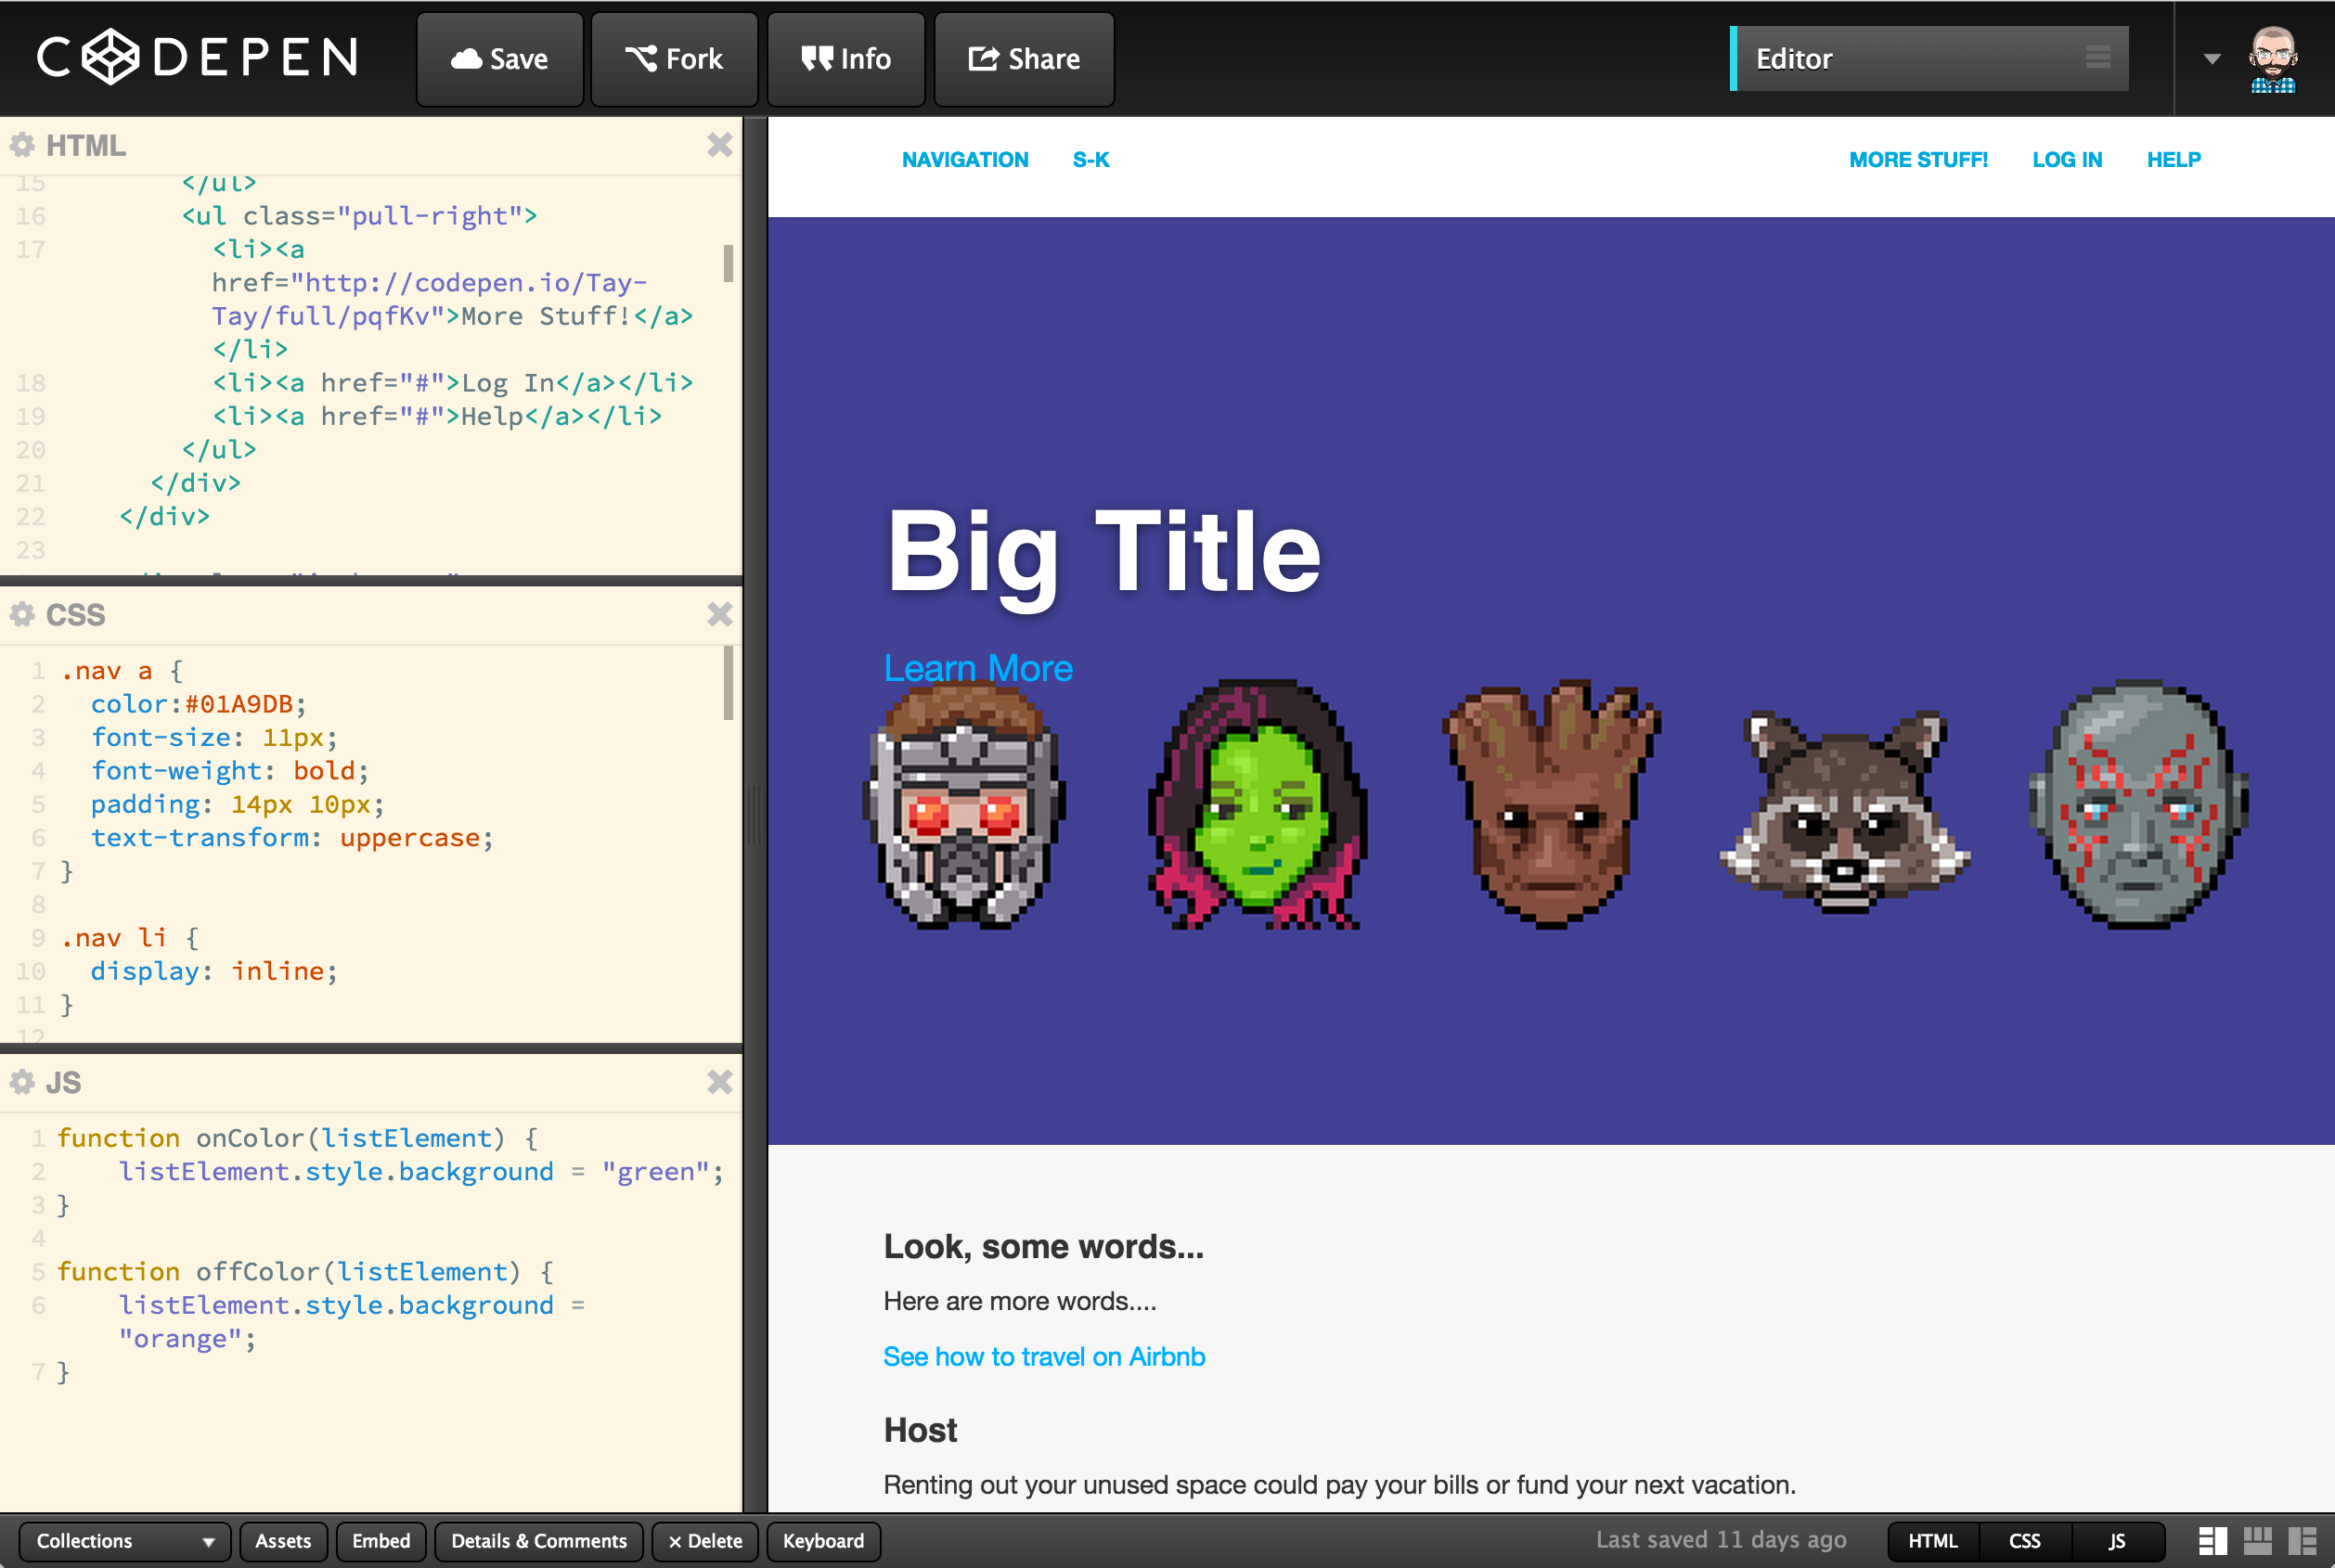 CODEPEN
Save
Fork
Info
Share
Editor
HTML
15 </ul>
16 <ul class="pull-right">
17 <li><a
href="http://codepen.io/Tay-
Tay/full/pqfKv">More Stuff!</a>
</li>
18 <li><a href="#">Log In</a></li>
19 <li><a href="#">Help</a></li>
20 </ul>
21 </div>
22 </div>
23
CSS
1 .nav a {
2 color:#01A9DB;
3 font-size: 11px;
4 font-weight: bold;
5 padding: 14px 10px;
6 text-transform: uppercase;
7 }
8
9 .nav li {
10 display: inline;
11 }
12
JS
1 function onColor(listElement) {
2 listElement.style.background = "green";
3 }
4
5 function offColor(listElement) {
6 listElement.style.background =
"orange";
7 }
NAVIGATION S-K MORE STUFF! LOG IN HELP
Big Title
Learn More
Look, some words...
Here are more words....
See how to travel on Airbnb
Host
Renting out your unused space could pay your bills or fund your next vacation.
Collections
Assets
Embed
Details & Comments
× Delete
Keyboard
Last saved 11 days ago
HTML
CSS
JS